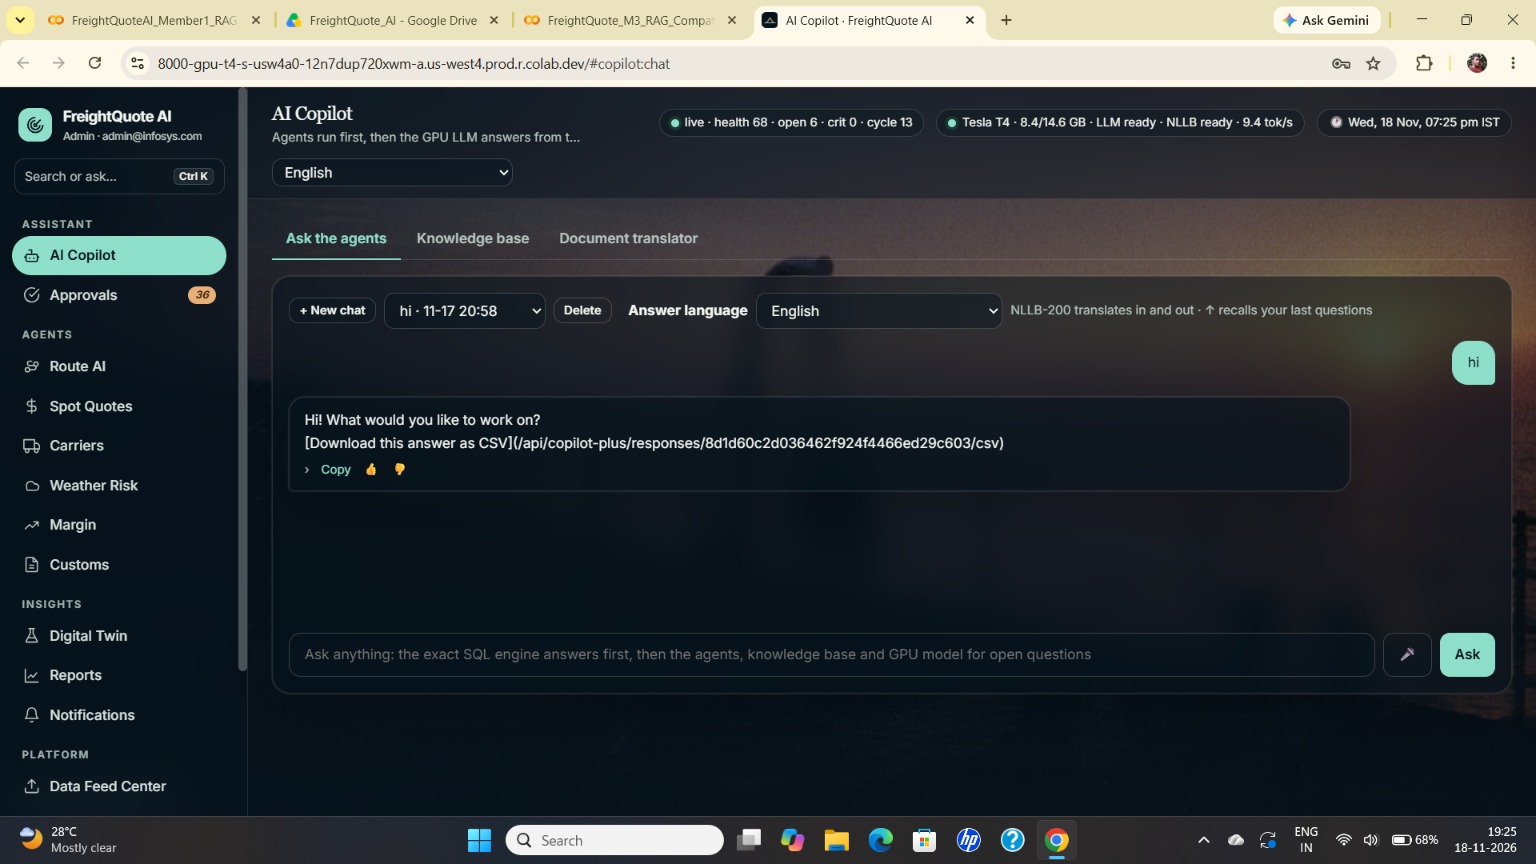 FreightQuoteAI_Member1_RAG
FreightQuote_AI - Google Drive
FreightQuote_M3_RAG_Compat
AI Copilot · FreightQuote AI
Ask Gemini
8000-gpu-t4-s-usw4a0-12n7dup720xwm-a.us-west4.prod.r.colab.dev/#copilot:chat
FreightQuote AI
Admin · admin@infosys.com
Search or ask...
Ctrl K
ASSISTANT
AI Copilot
Approvals
36
AGENTS
Route AI
Spot Quotes
Carriers
Weather Risk
Margin
Customs
INSIGHTS
Digital Twin
Reports
Notifications
PLATFORM
Data Feed Center
AI Copilot
Agents run first, then the GPU LLM answers from t...
live · health 68 · open 6 · crit 0 · cycle 13
Tesla T4 · 8.4/14.6 GB · LLM ready · NLLB ready · 9.4 tok/s
Wed, 18 Nov, 07:25 pm IST
English
Ask the agents
Knowledge base
Document translator
+ New chat
hi · 11-17 20:58
Delete
Answer language
English
NLLB-200 translates in and out · ↑ recalls your last questions
hi
Hi! What would you like to work on?
[Download this answer as CSV](/api/copilot-plus/responses/8d1d60c2d036462f924f4466ed29c603/csv)
› Copy
Ask anything: the exact SQL engine answers first, then the agents, knowledge base and GPU model for open questions
Ask
28°C
Mostly clear
Search
hp
ENG
IN
68%
19:25
18-11-2026